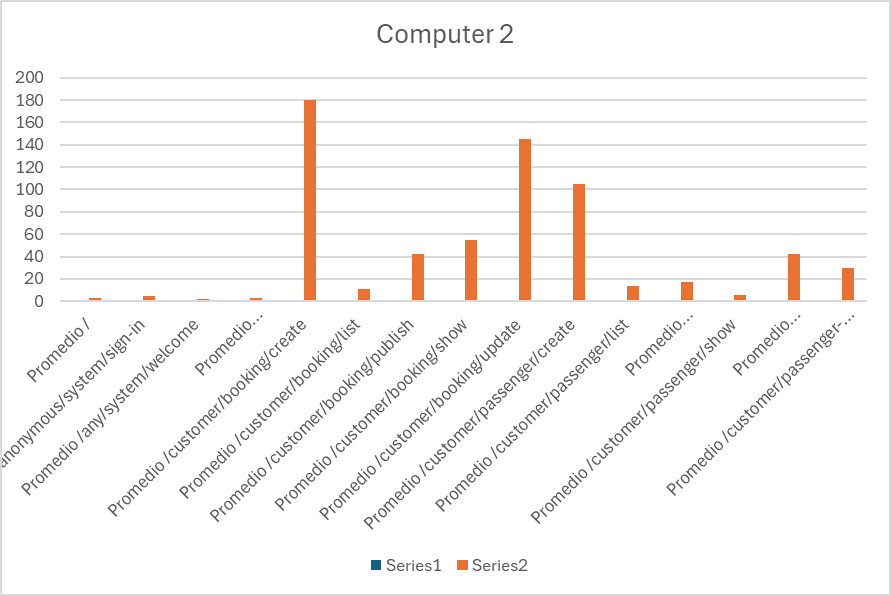 Computer 2
200
180
160
140
120
100
80
60
40
20
0
Promedio /
anonymous/system/sign-in
Promedio /any/system/welcome
Promedio...
Promedio /customer/booking/create
Promedio /customer/booking/list
Promedio /customer/booking/publish
Promedio /customer/booking/show
Promedio /customer/booking/update
Promedio /customer/passenger/create
Promedio /customer/passenger/list
Promedio...
Promedio /customer/passenger/show
Promedio...
Promedio /customer/passenger-...
Series1 Series2